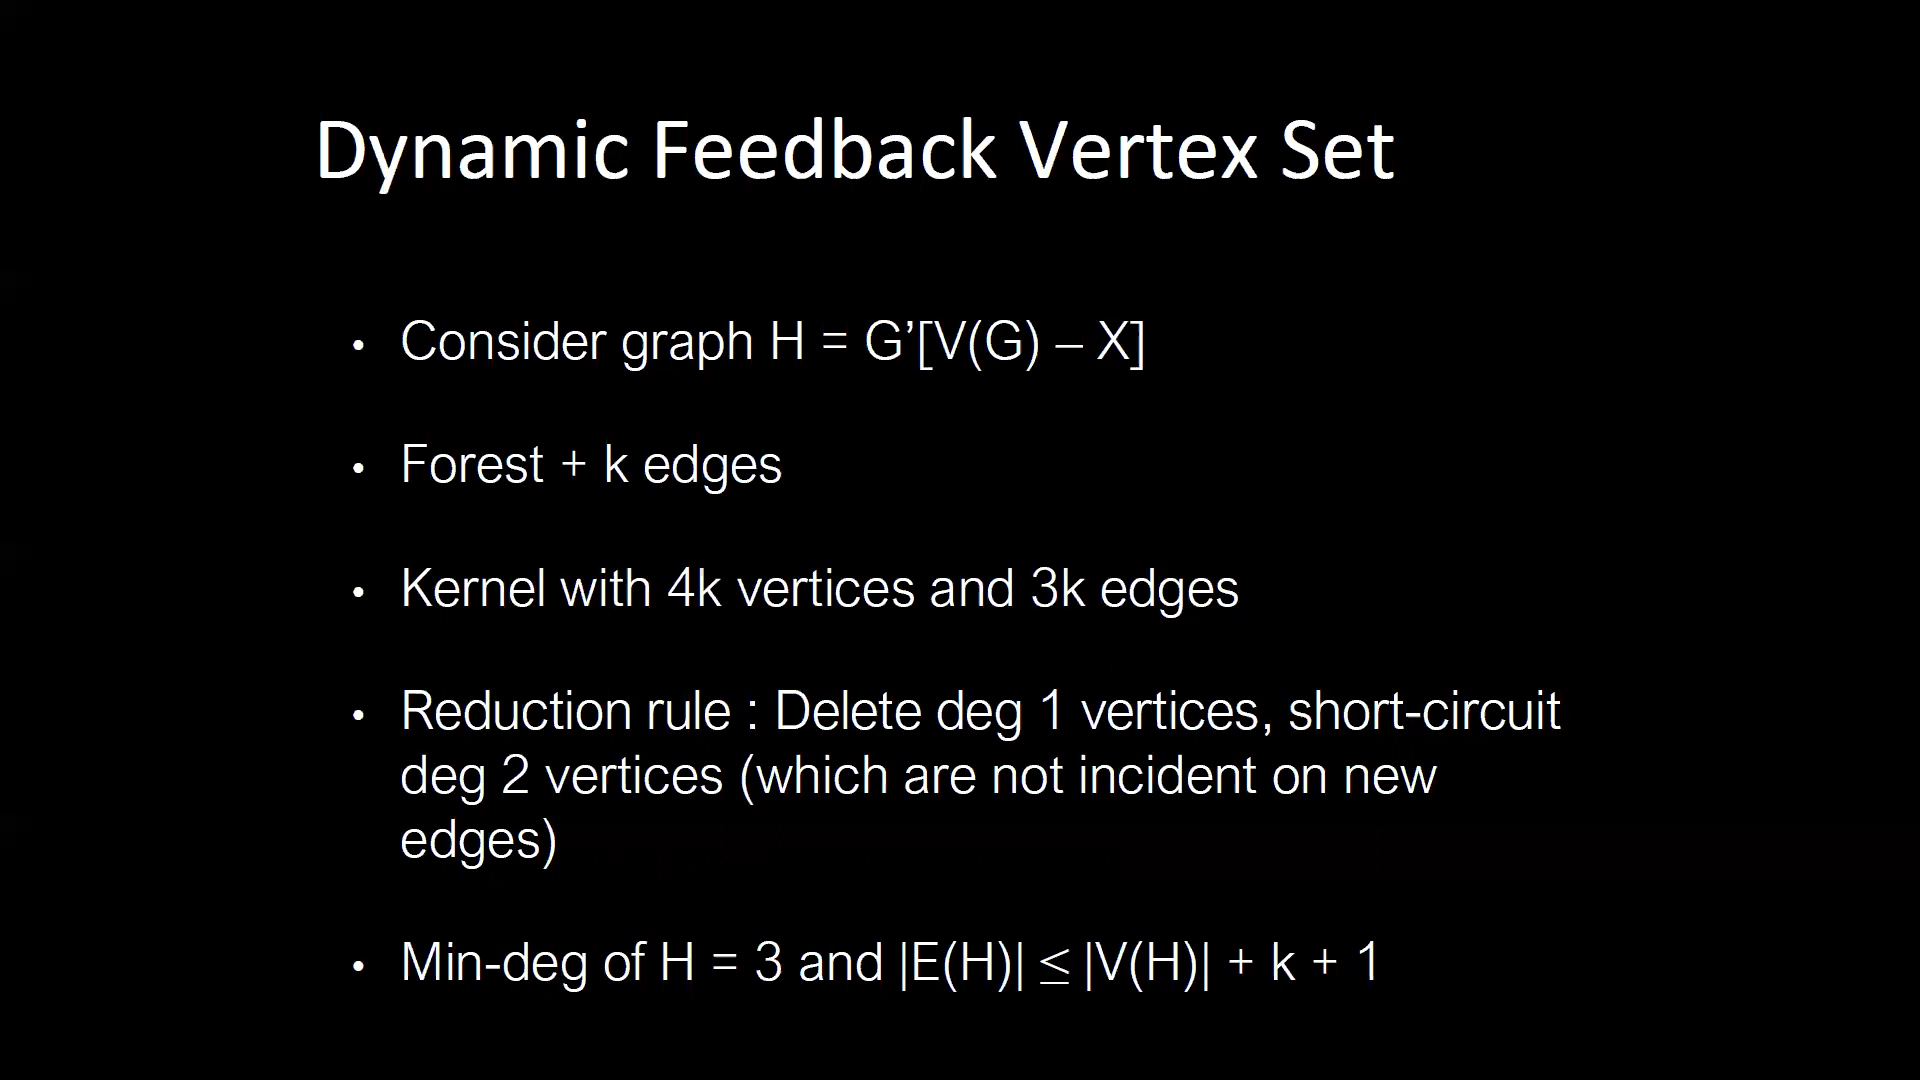 Dynamic Feedback Vertex Set
• Consider graph H = G’[V(G) – X]
• Forest + k edges
• Kernel with 4k vertices and 3k edges
• Reduction rule : Delete deg 1 vertices, short-circuit
deg 2 vertices (which are not incident on new
edges)
• Min-deg of H = 3 and |E(H)| ≤ |V(H)| + k + 1